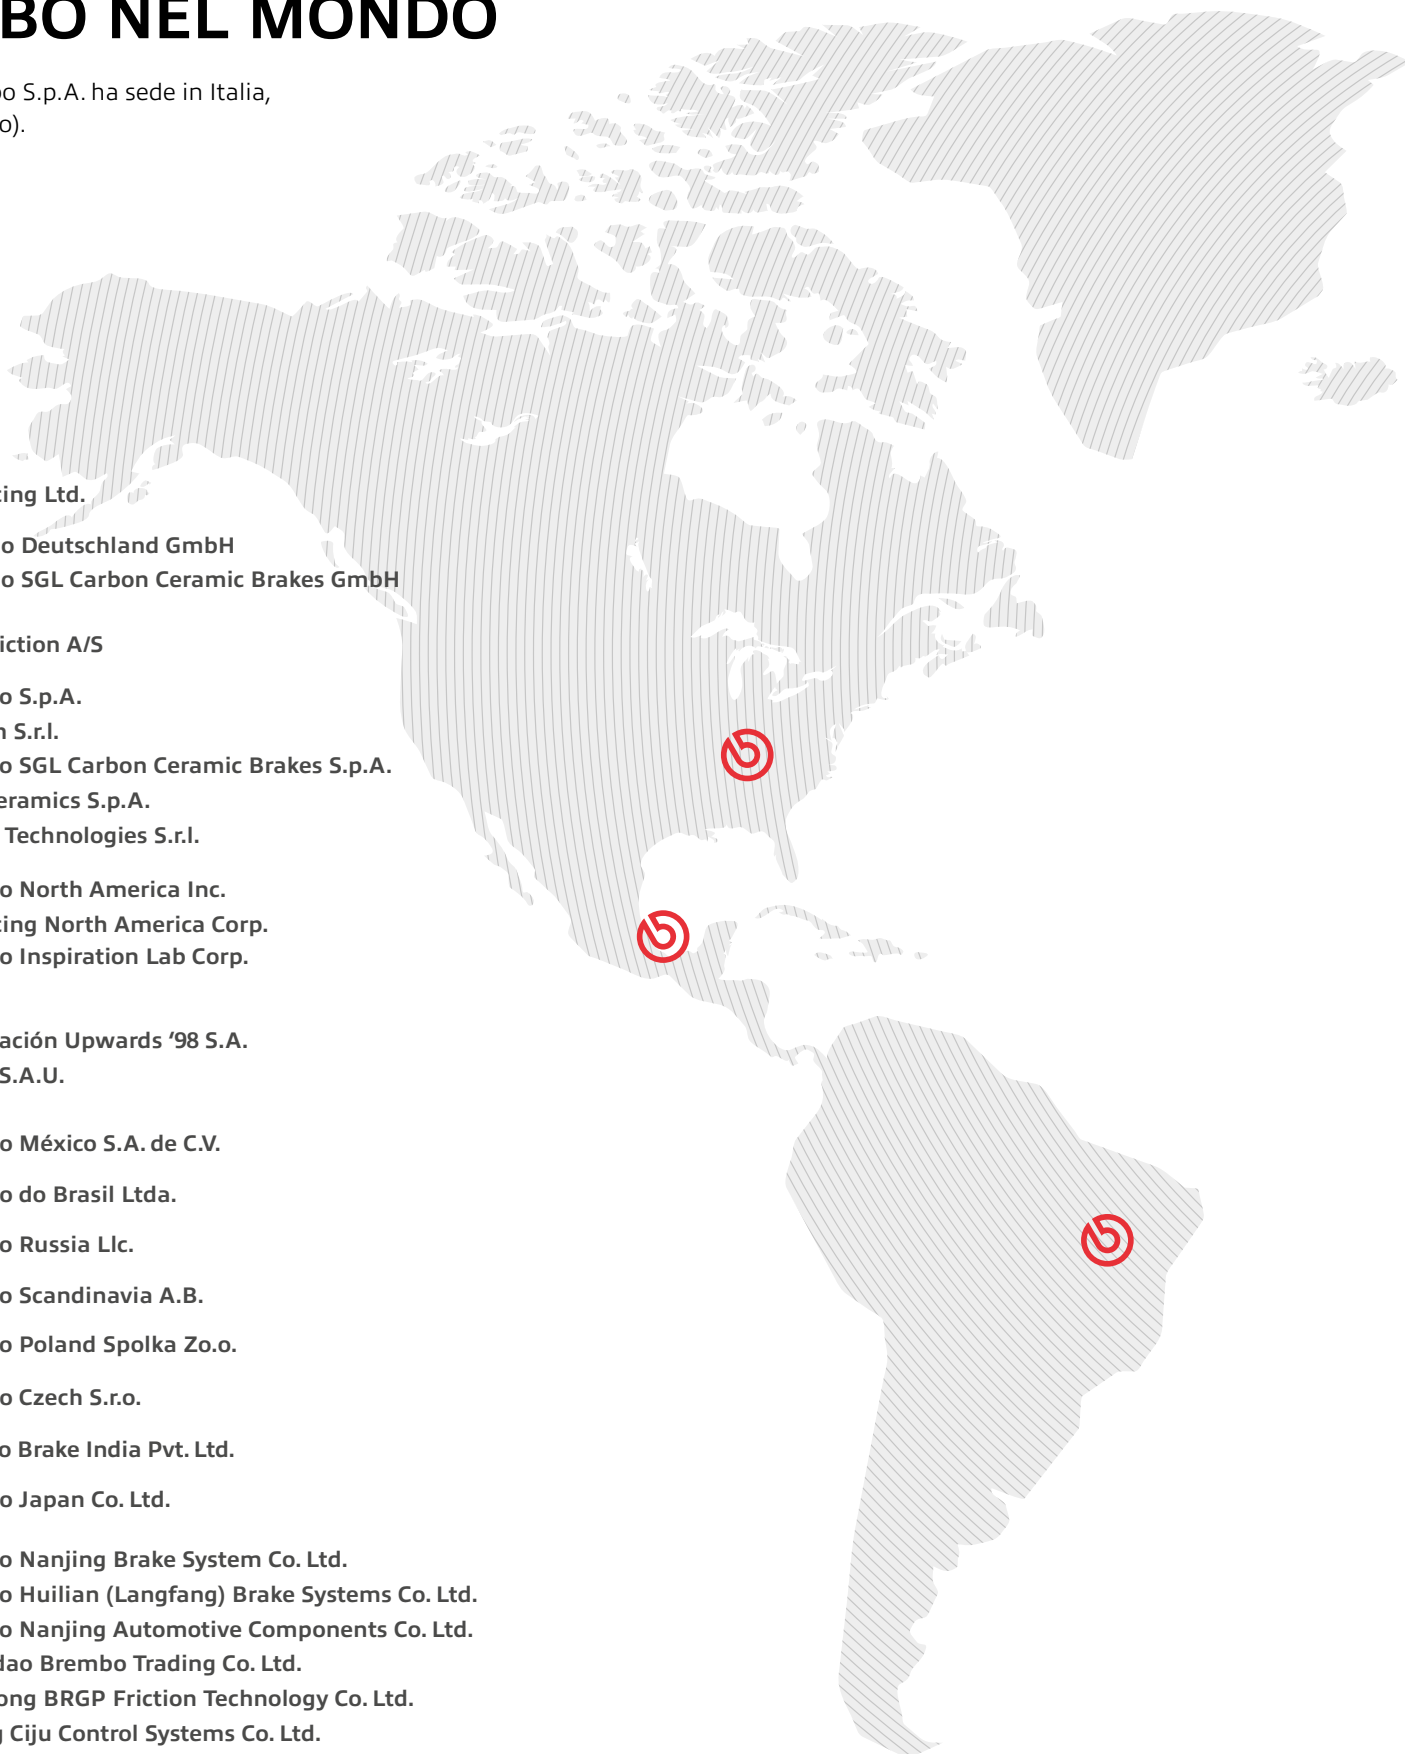 BO NEL MONDO
oo S.p.A. ha sede in Italia,
o).
cing Ltd.
o Deutschland GmbH
o SGL Carbon Ceramic Brakes GmbH
iction A/S
o S.p.A.
n S.r.l.
o SGL Carbon Ceramic Brakes S.p.A.
eramics S.p.A.
Technologies S.r.l.
o North America Inc.
cing North America Corp.
o Inspiration Lab Corp.
ación Upwards ‘98 S.A.
S.A.U.
o México S.A. de C.V.
o do Brasil Ltda.
o Russia Llc.
o Scandinavia A.B.
o Poland Spolka Zo.o.
o Czech S.r.o.
o Brake India Pvt. Ltd.
o Japan Co. Ltd.
o Nanjing Brake System Co. Ltd.
o Huilian (Langfang) Brake Systems Co. Ltd.
o Nanjing Automotive Components Co. Ltd.
dao Brembo Trading Co. Ltd.
ong BRGP Friction Technology Co. Ltd.
g Ciju Control Systems Co. Ltd.